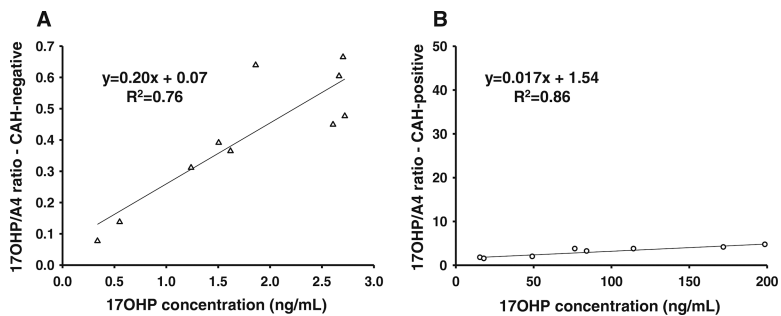 A
17OHP/A4 ratio - CAH-negative
0.7
0.6
0.5
0.4
0.3
0.2
0.1
0.0
y=0.20x + 0.07
R²=0.76
0.0 0.5 1.0 1.5 2.0 2.5 3.0
17OHP concentration (ng/mL)
B
17OHP/A4 ratio - CAH-positive
50
40
30
20
10
0
y=0.017x + 1.54
R²=0.86
0 50 100 150 200
17OHP concentration (ng/mL)